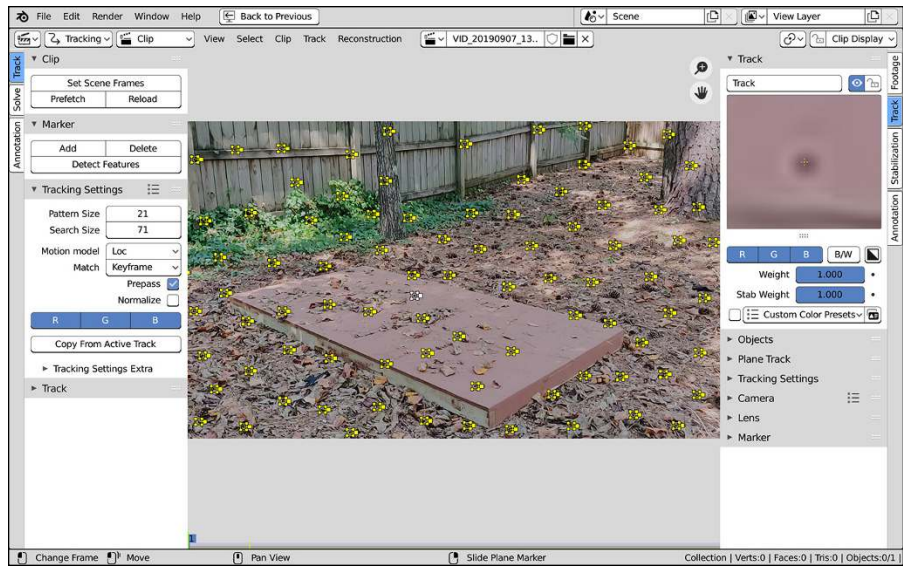 File Edit Render Window Help Back to Previous Scene View Layer
Tracking Clip View Select Clip Track Reconstruction VID_20190907_13.. Clip Display
Track
Solve
Annotation
Clip
Set Scene Frames
Prefetch Reload
Marker
Add Delete
Detect Features
Tracking Settings
Pattern Size 21
Search Size 71
Motion model Loc
Match Keyframe
Prepass
Normalize
R G B
Copy From Active Track
Tracking Settings Extra
Track
1
Track
Track
R G B B/W
Weight 1.000
Stab Weight 1.000
Custom Color Presets
Objects
Plane Track
Tracking Settings
Camera
Lens
Marker
Footage
Track
Stabilization
Annotation
Change Frame Move Pan View Slide Plane Marker Collection | Verts:0 | Faces:0 | Tris:0 | Objects:0/1 |